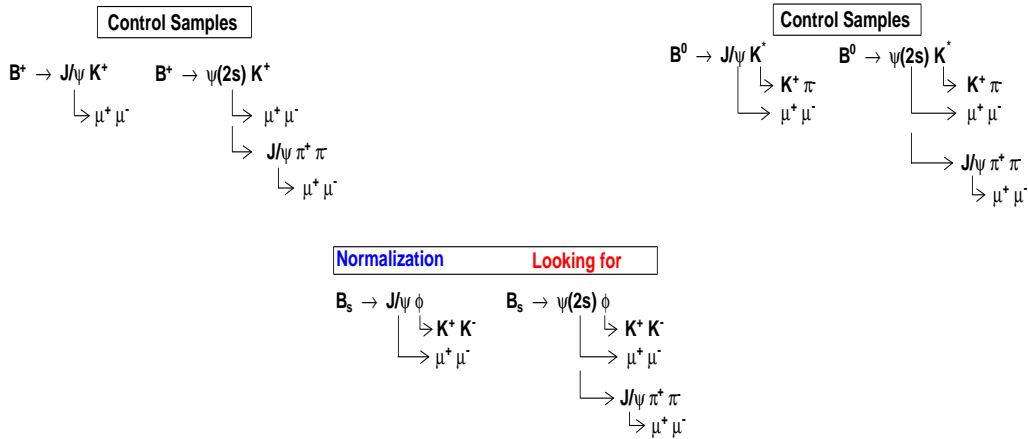 Control Samples
B⁺ → J/ψ K⁺ B⁺ → ψ(2s) K⁺
μ⁺ μ⁻ μ⁺ μ⁻
J/ψ π⁺ π⁻
μ⁺ μ⁻
Control Samples
B⁰ → J/ψ K* B⁰ → ψ(2s) K*
K⁺ π⁻ K⁺ π⁻
μ⁺ μ⁻ μ⁺ μ⁻
J/ψ π⁺ π⁻
μ⁺ μ⁻
Normalization Looking for
Bₛ → J/ψ ϕ Bₛ → ψ(2s) ϕ
K⁺ K⁻ K⁺ K⁻
μ⁺ μ⁻ μ⁺ μ⁻
J/ψ π⁺ π⁻
μ⁺ μ⁻